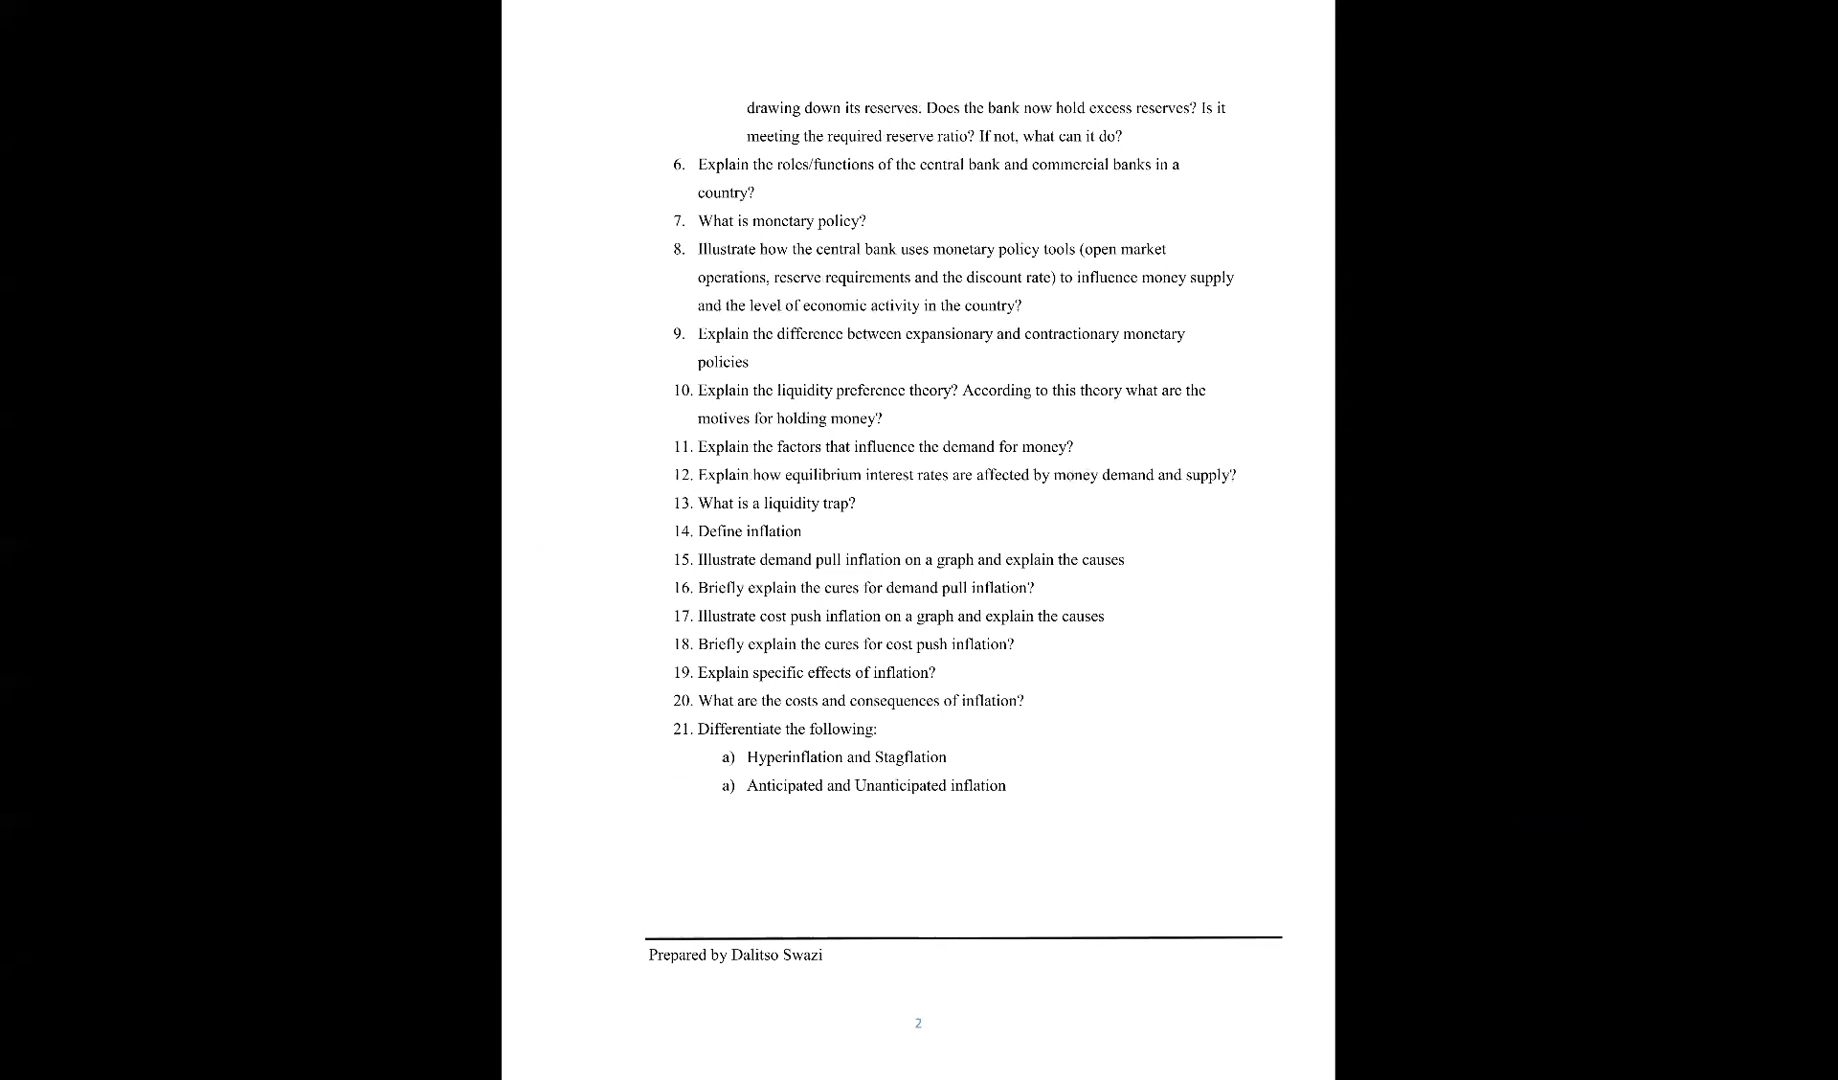 drawing down its reserves. Does the bank now hold excess reserves? Is it
meeting the required reserve ratio? If not, what can it do?
6. Explain the roles/functions of the central bank and commercial banks in a
country?
7. What is monetary policy?
8. Illustrate how the central bank uses monetary policy tools (open market
operations, reserve requirements and the discount rate) to influence money supply
and the level of economic activity in the country?
9. Explain the difference between expansionary and contractionary monetary
policies
10. Explain the liquidity preference theory? According to this theory what are the
motives for holding money?
11. Explain the factors that influence the demand for money?
12. Explain how equilibrium interest rates are affected by money demand and supply?
13. What is a liquidity trap?
14. Define inflation
15. Illustrate demand pull inflation on a graph and explain the causes
16. Briefly explain the cures for demand pull inflation?
17. Illustrate cost push inflation on a graph and explain the causes
18. Briefly explain the cures for cost push inflation?
19. Explain specific effects of inflation?
20. What are the costs and consequences of inflation?
21. Differentiate the following:
a) Hyperinflation and Stagflation
a) Anticipated and Unanticipated inflation
Prepared by Dalitso Swazi
2